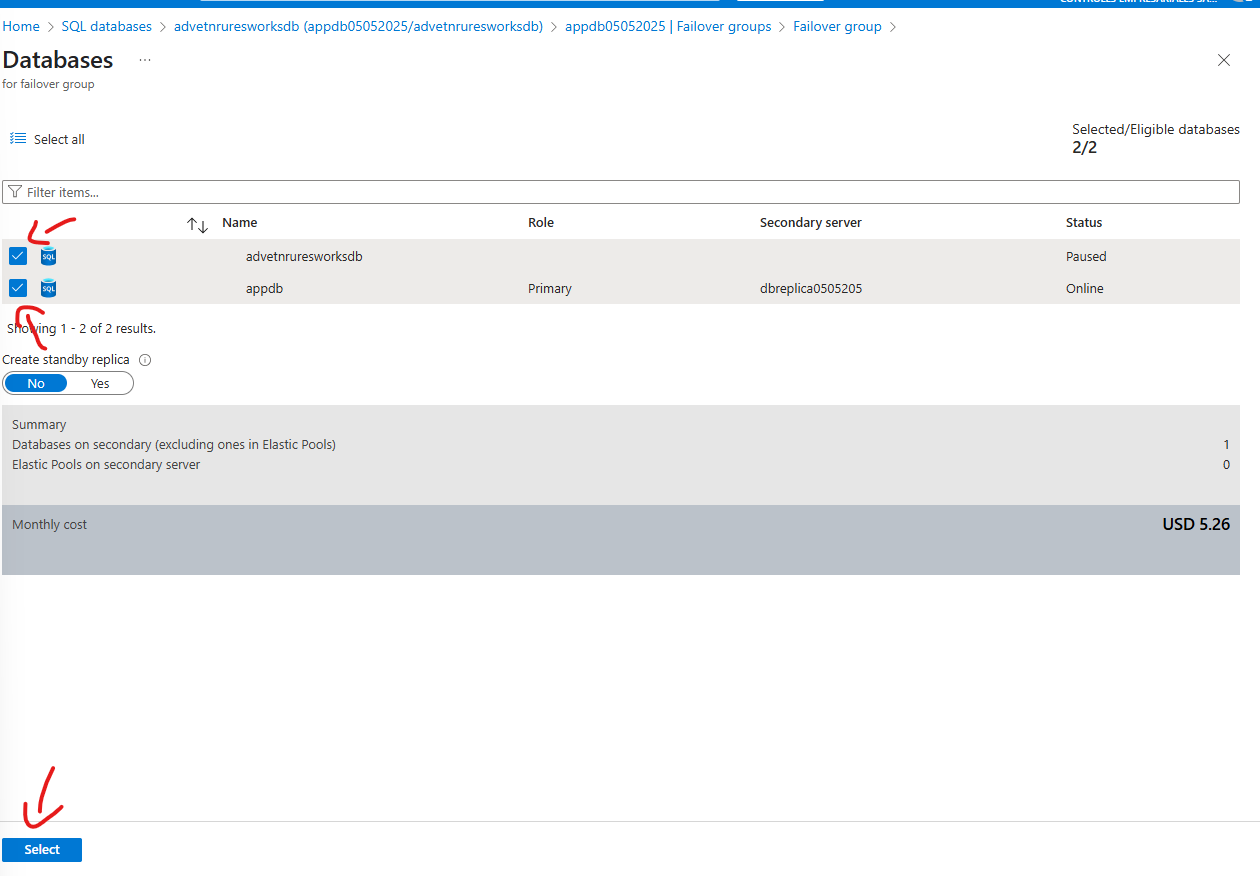 Home > SQL databases > advetnruresworksdb (appdb05052025/advetnruresworksdb) > appdb05052025 | Failover groups > Failover group >
Databases ...
for failover group
Select all
Selected/Eligible databases
2/2
Filter items...
Name Role Secondary server Status
SQL advetnruresworksdb Paused
SQL appdb Primary dbreplica0505205 Online
Showing 1 - 2 of 2 results.
Create standby replica
No Yes
Summary
Databases on secondary (excluding ones in Elastic Pools) 1
Elastic Pools on secondary server 0
Monthly cost USD 5.26
Select